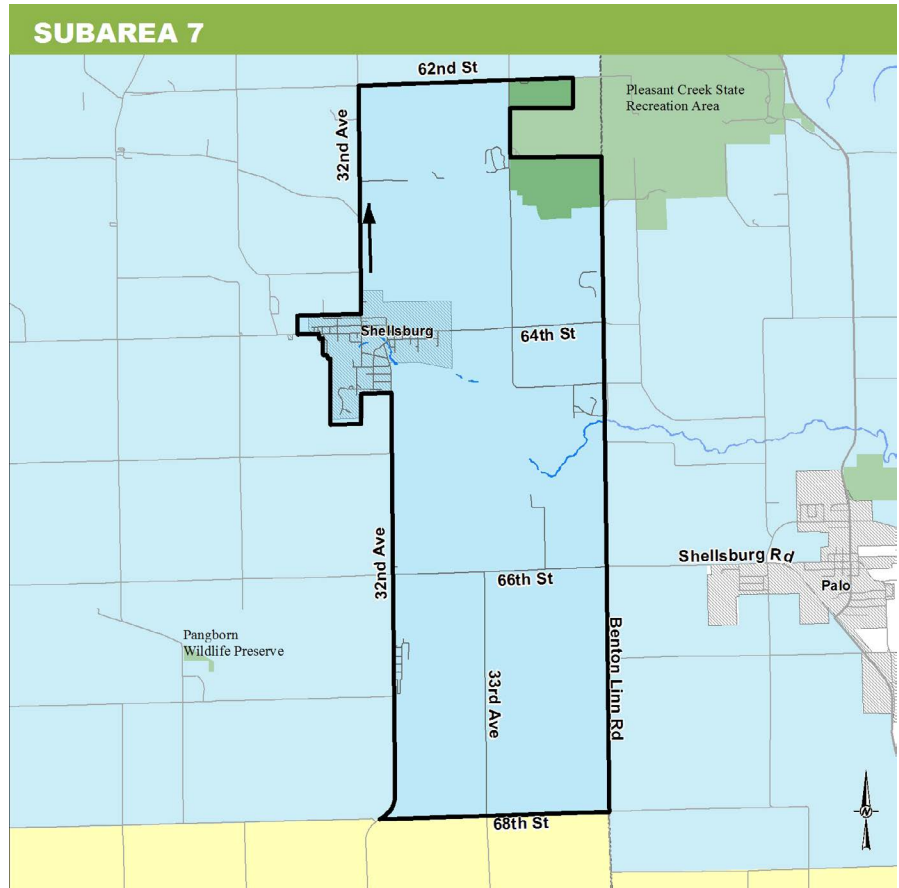 SUBAREA 7
62nd St
Pleasant Creek State
Recreation Area
32nd Ave
Shellsburg
64th St
32nd Ave
66th St
Shellsburg Rd
Palo
Pangborn
Wildlife Preserve
33rd Ave
Benton Linn Rd
68th St
N